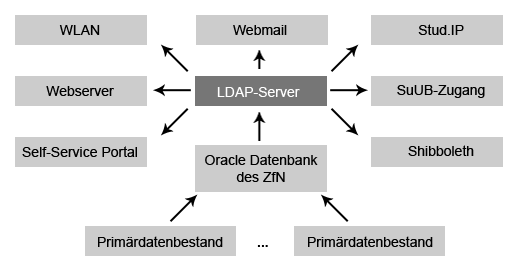 WLAN
Webmail
Stud.IP
Webserver
LDAP-Server
SuUB-Zugang
Self-Service Portal
Oracle Datenbank
des ZfN
Shibboleth
Primärdatenbestand
...
Primärdatenbestand